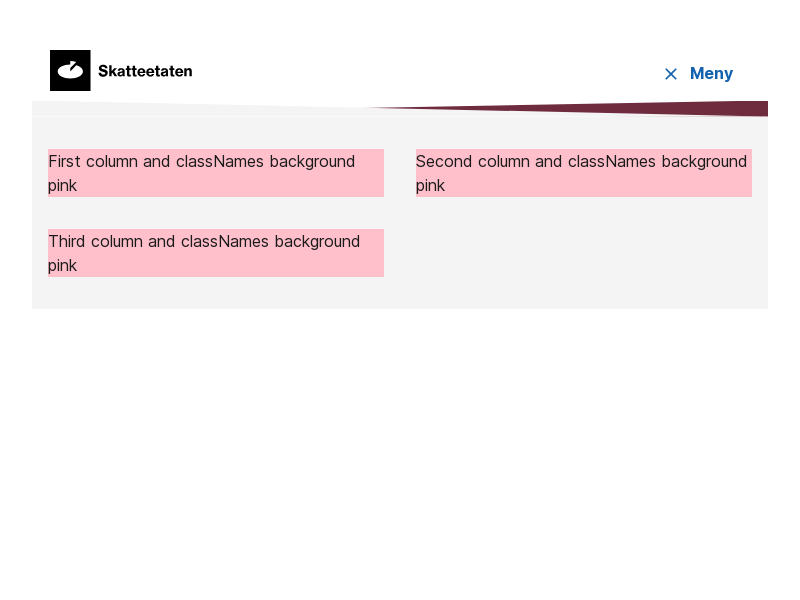 Skatteetaten
Meny
First column and classNames background
pink
Second column and classNames background
pink
Third column and classNames background
pink